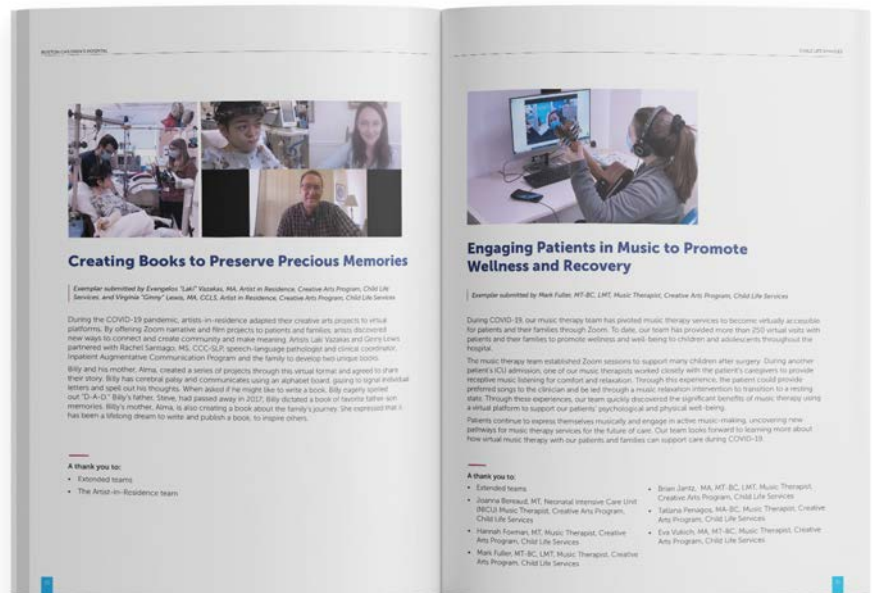 BOSTON CHILDREN'S HOSPITAL
Creating Books to Preserve Precious Memories
Exemplar submitted by Evangelos "Laki" Vazakas, MA, Artist in Residence, Creative Arts Program, Child Life
Services, and Virginia "Ginny" Lewis, MA, CCLS, Artist in Residence, Creative Arts Program, Child Life Services
During the COVID-19 pandemic, artists-in-residence adapted their creative arts projects to virtual
platforms. By offering Zoom narrative and film projects to patients and families, artists discovered
new ways to connect and create community and make meaning. Artists Laki Vazakas and Ginny Lewis
partnered with Rachel Santiago, MS, CCC-SLP, speech-language pathologist and clinical coordinator,
Inpatient Augmentative Communication Program and the family to develop two unique books.
Billy and his mother, Alma, created a series of projects through this virtual format and agreed to share
their story. Billy has cerebral palsy and communicates using an alphabet board, gazing to signal individual
letters and spell out his thoughts. When asked if he might like to write a book, Billy eagerly spelled
out "D-A-D." Billy's father, Steve, had passed away in 2017; Billy dictated a book of favorite father-son
memories. Billy's mother, Alma, is also creating a book about the family's journey. She expressed that it
has been a lifelong dream to write and publish a book, to inspire others.
A thank you to:
• Extended teams
• The Artist-in-Residence team
CHILD LIFE SERVICES
Engaging Patients in Music to Promote
Wellness and Recovery
Exemplar submitted by Mark Fuller, MT-BC, LMT, Music Therapist, Creative Arts Program, Child Life Services
During COVID-19, our music therapy team has pivoted music therapy services to become virtually accessible
for patients and their families through Zoom. To date, our team has provided more than 250 virtual visits with
patients and their families to promote wellness and well-being to children and adolescents throughout the
hospital.
The music therapy team established Zoom sessions to support many children after surgery. During another
patient's ICU admission, one of our music therapists worked closely with the patient's caregivers to provide
receptive music listening for comfort and relaxation. Through this experience, the patient could provide
preferred songs to the clinician and be led through a music relaxation intervention to transition to a resting
state. Through these experiences, our team quickly discovered the significant benefits of music therapy using
a virtual platform to support our patients' psychological and physical well-being.
Patients continue to express themselves musically and engage in active music-making, uncovering new
pathways for music therapy services for the future of care. Our team looks forward to learning more about
how virtual music therapy with our patients and families can support care during COVID-19.
A thank you to:
• Extended teams
• Joanna Bereaud, MT, Neonatal Intensive Care Unit
(NICU) Music Therapist, Creative Arts Program,
Child Life Services
• Hannah Foxman, MT, Music Therapist, Creative
Arts Program, Child Life Services
• Mark Fuller, MT-BC, LMT, Music Therapist, Creative
Arts Program, Child Life Services
• Brian Jantz, MA, MT-BC, LMT, Music Therapist,
Creative Arts Program, Child Life Services
• Tatiana Penagos, MA-BC, Music Therapist, Creative
Arts Program, Child Life Services
• Eva Vukich, MA, MT-BC, Music Therapist, Creative
Arts Program, Child Life Services